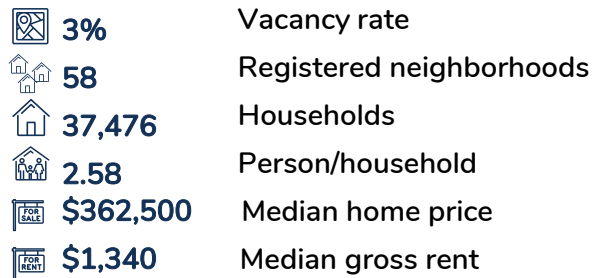 3% Vacancy rate
58 Registered neighborhoods
37,476 Households
2.58 Person/household
FOR SALE $362,500 Median home price
FOR RENT $1,340 Median gross rent